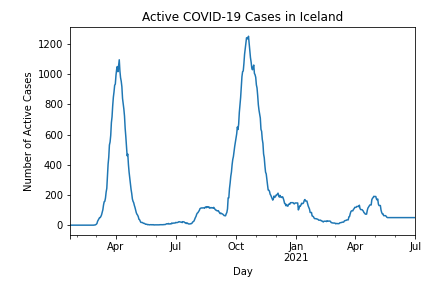 Active COVID-19 Cases in Iceland
1200
1000
800
600
400
200
0
Number of Active Cases
Apr Jul Oct Jan Apr Jul
2021
Day